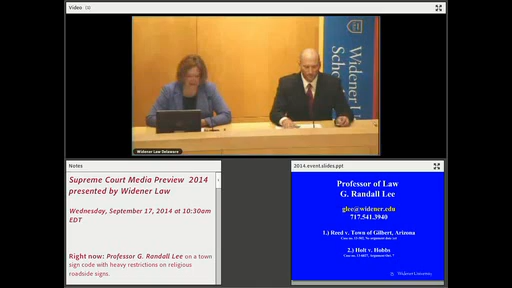 Video
Widener U
Scho
Widener Law Delaware
Notes
Supreme Court Media Preview 2014
presented by Widener Law
Wednesday, September 17, 2014 at 10:30am
EDT
Right now: Professor G. Randall Lee on a town
sign code with heavy restrictions on religious
roadside signs.
2014.event.slides.ppt
Professor of Law
G. Randall Lee
glee@widener.edu
717.541.3940
1.) Reed v. Town of Gilbert, Arizona
2.) Holt v. Hobbs
Widener University